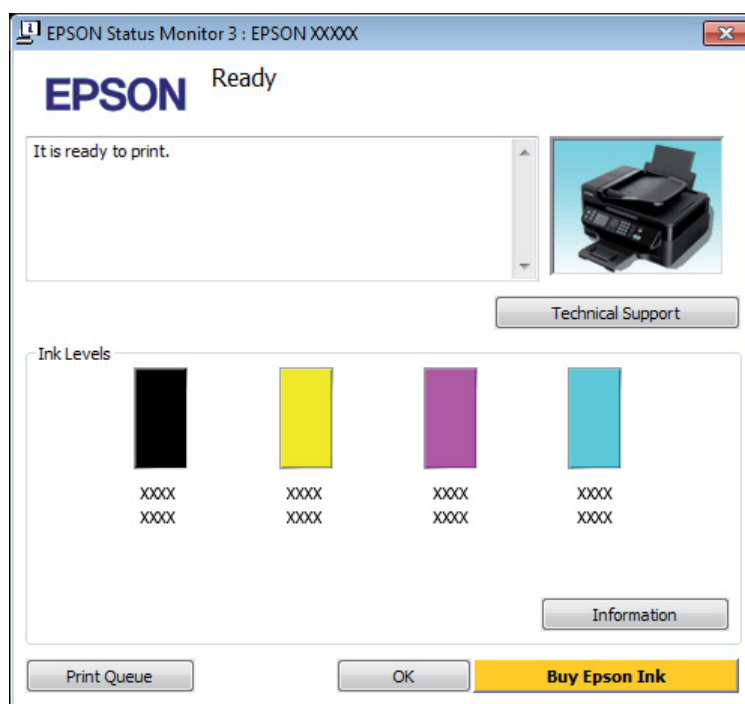 EPSON Status Monitor 3 : EPSON XXXXX
EPSON
Ready
It is ready to print.
Technical Support
Ink Levels
XXXX XXXX XXXX XXXX
XXXX XXXX XXXX XXXX
Information
Print Queue OK Buy Epson Ink